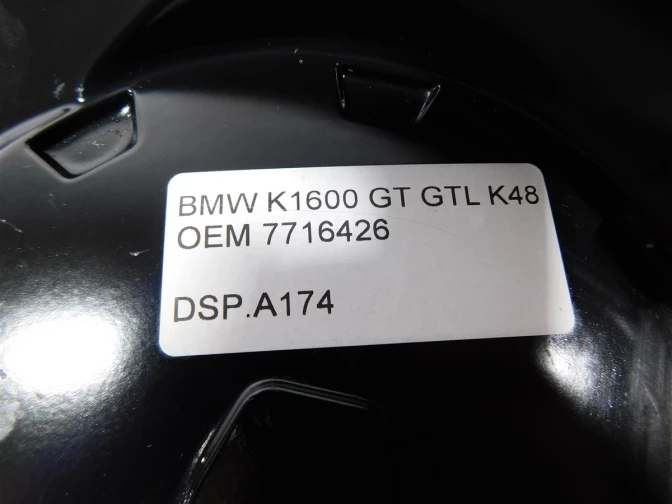 BMW K1600 GT GTL K48
OEM 7716426
DSP.A174